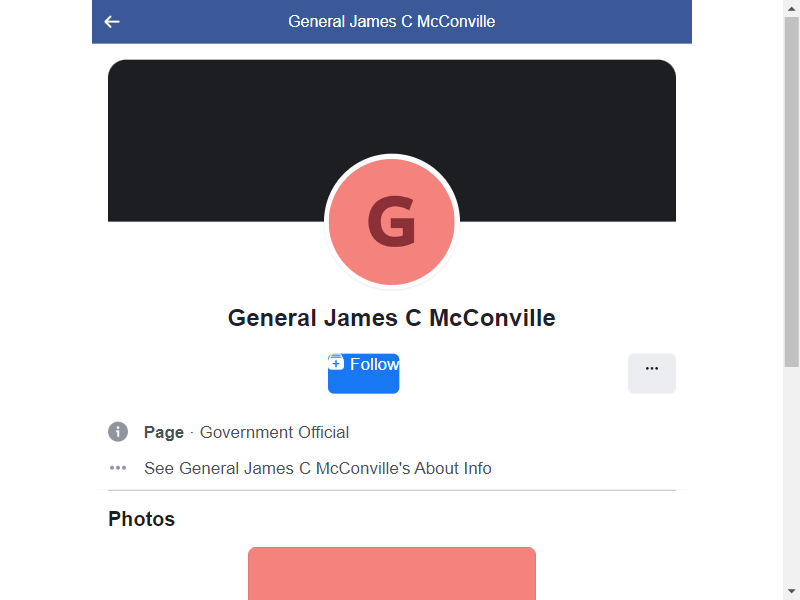 General James C McConville
G
General James C McConville
Follow
...
Page · Government Official
See General James C McConville's About Info
Photos